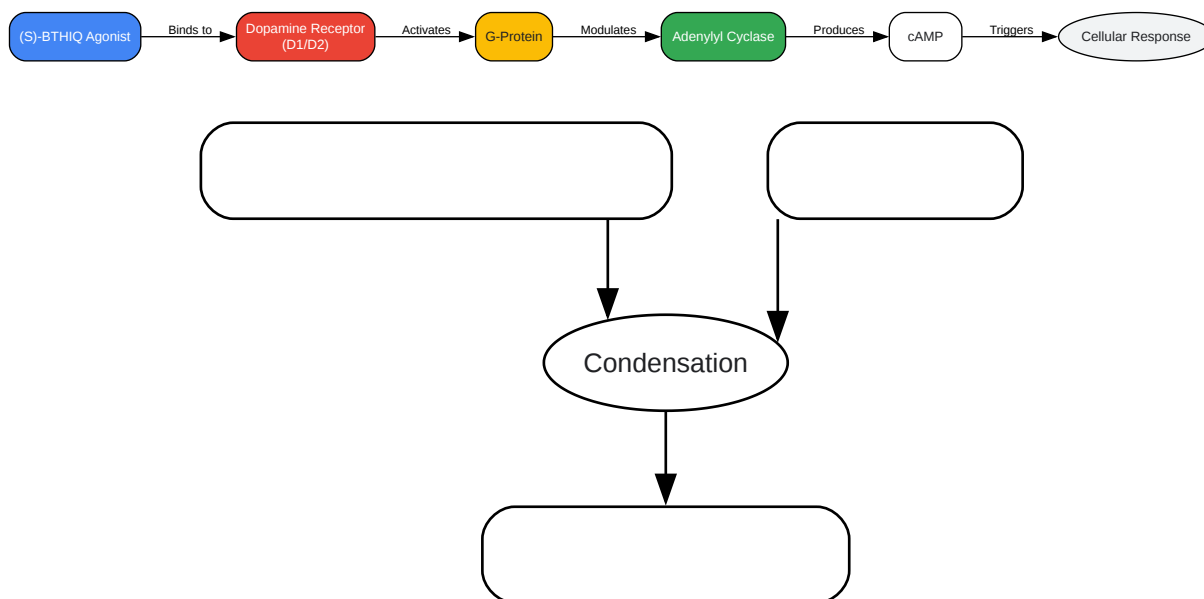 (S)-BTHIQ Agonist
Binds to
Dopamine Receptor
(D1/D2)
Activates
G-Protein
Modulates
Adenylyl Cyclase
Produces
cAMP
Triggers
Cellular Response
Condensation